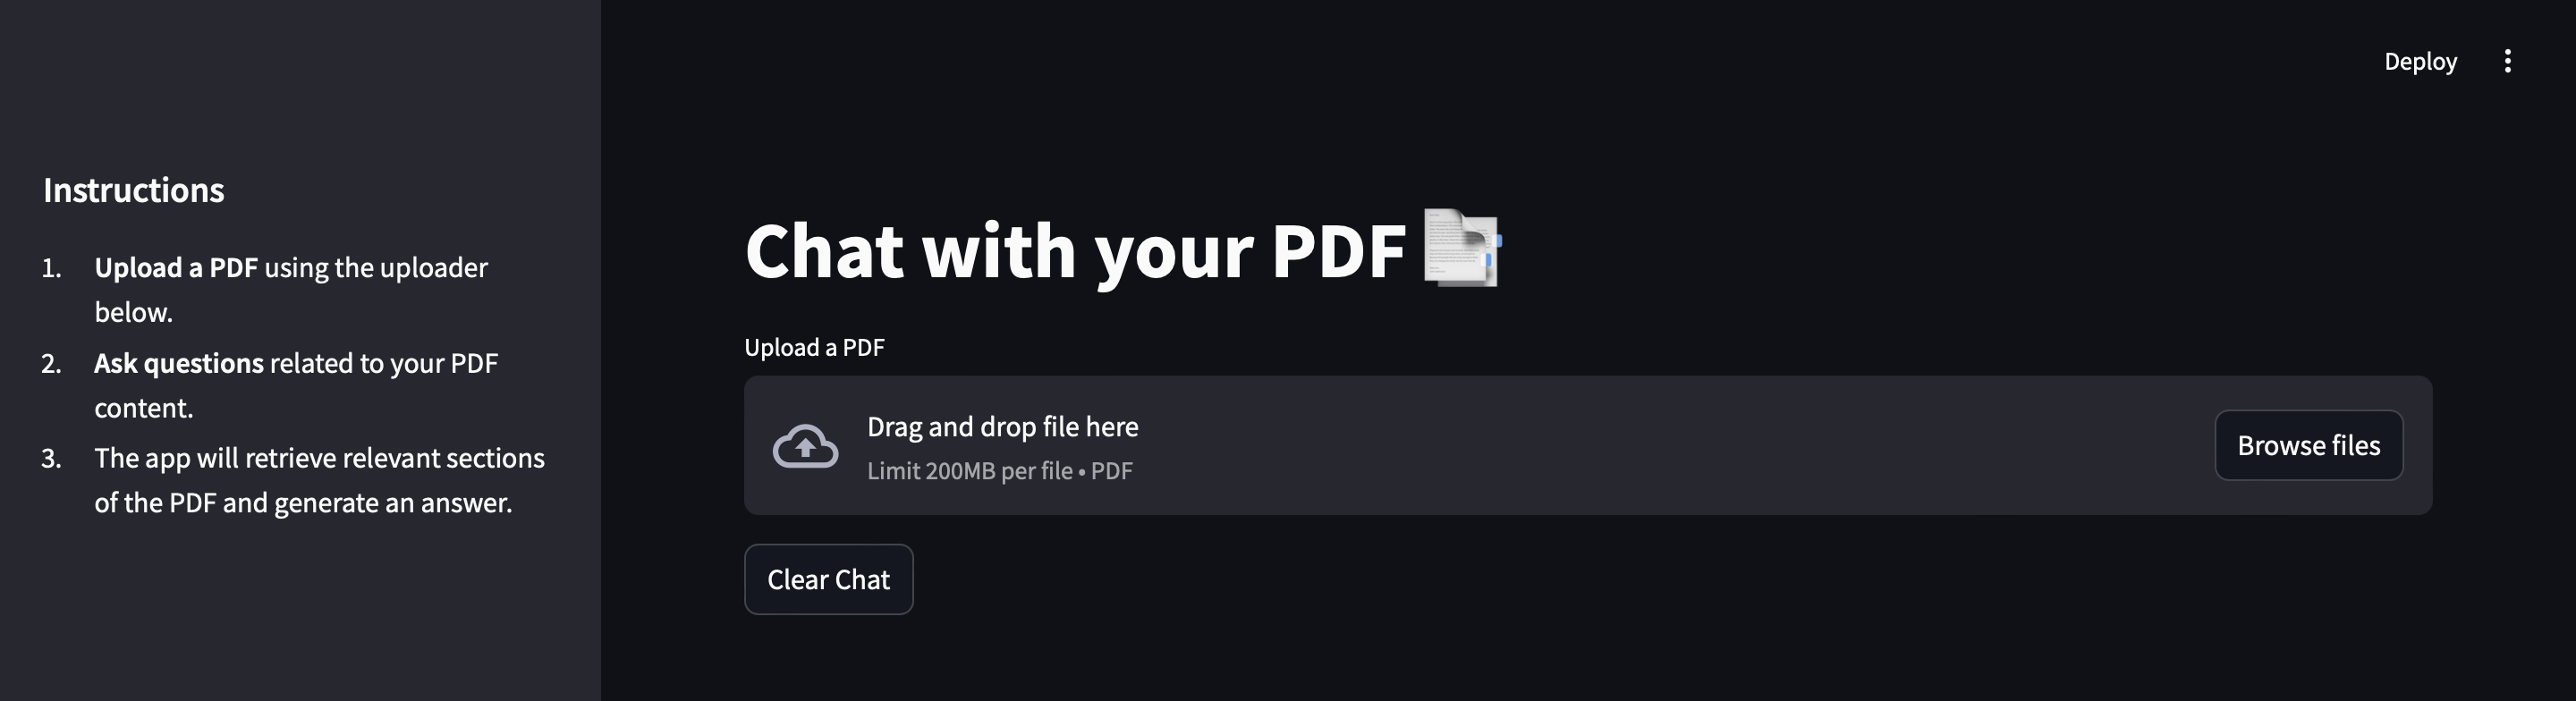 Deploy
Instructions
1. Upload a PDF using the uploader
below.
2. Ask questions related to your PDF
content.
3. The app will retrieve relevant sections
of the PDF and generate an answer.
Chat with your PDF
Upload a PDF
Drag and drop file here
Limit 200MB per file • PDF
Browse files
Clear Chat